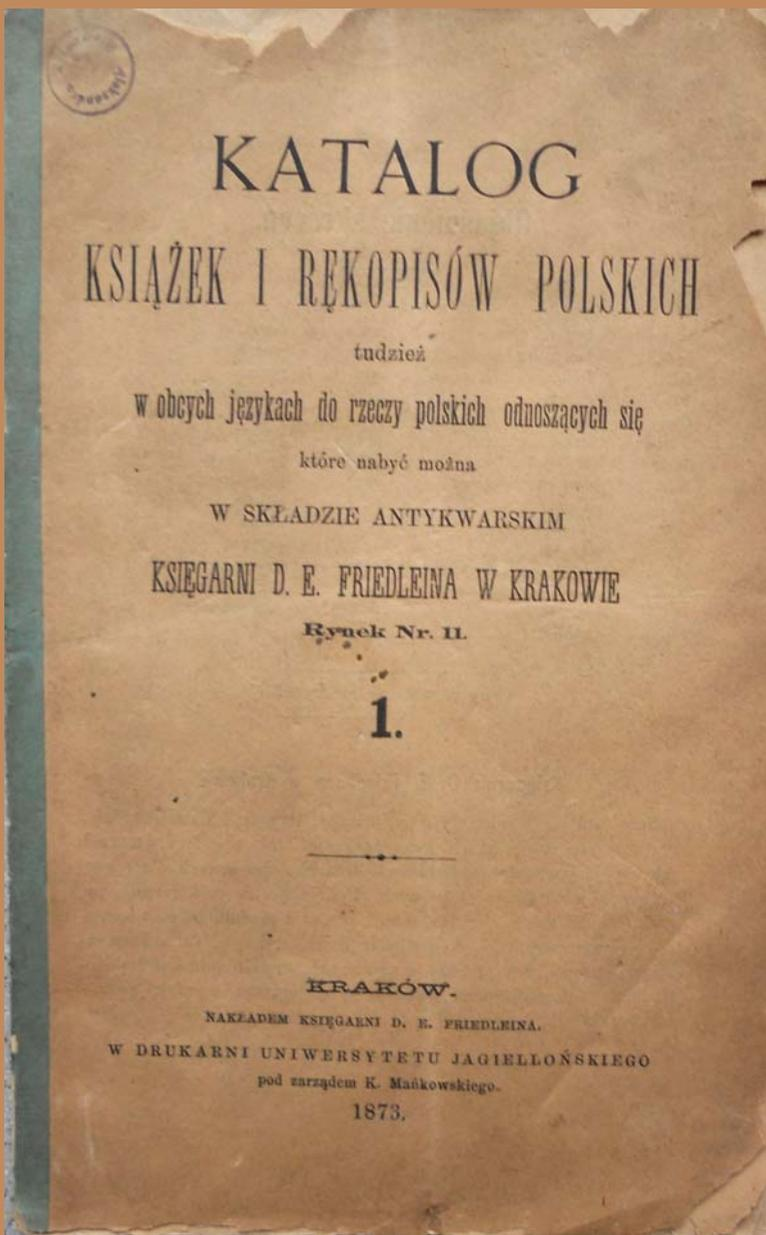 Aleksandra
KATALOG
KSIĄŻEK I RĘKOPISÓW POLSKICH
tudzież
w obcych językach do rzeczy polskich odnoszących się
które nabyć można
W SKŁADZIE ANTYKWARSKIM
KSIĘGARNI D. E. FRIEDLEINA W KRAKOWIE
Rynek Nr. 11.
1.
KRAKÓW.
NAKŁADEM KSIĘGARNI D. E. FRIEDLEINA.
W DRUKARNI UNIWERSYTETU JAGIELLOŃSKIEGO
pod zarządem K. Mańkowskiego.
1873.